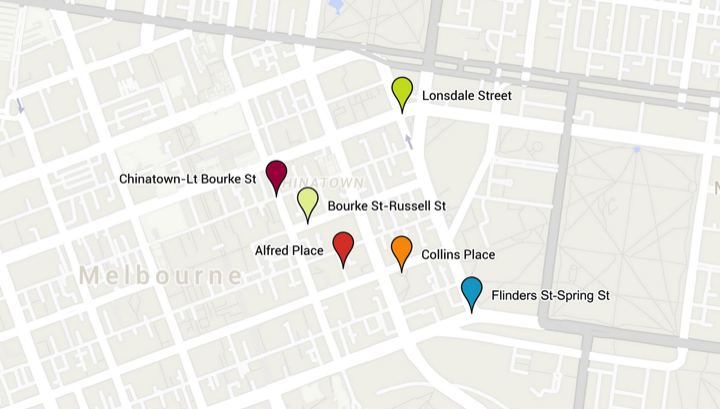 Lonsdale Street
Chinatown-Lt Bourke St
CHINATOWN
Bourke St-Russell St
Alfred Place
Collins Place
Melbourne
Flinders St-Spring St